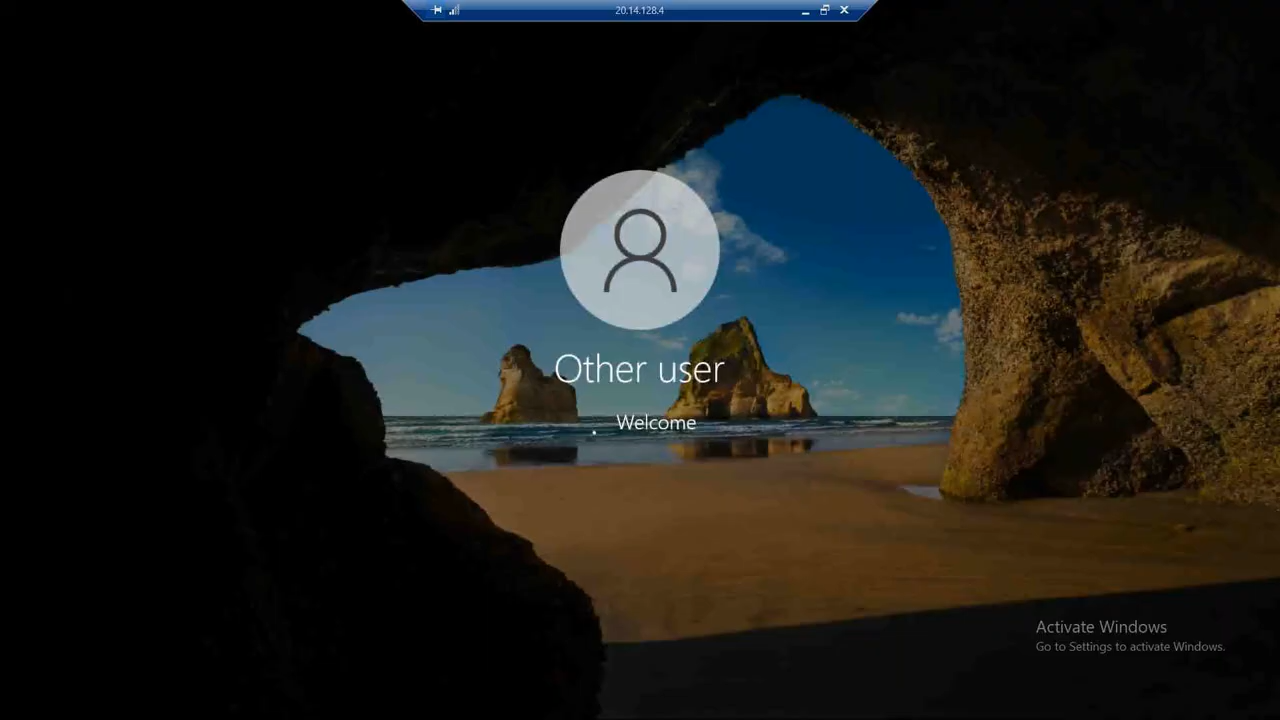 20.14.128.4
Other user
Welcome
Activate Windows
Go to Settings to activate Windows.